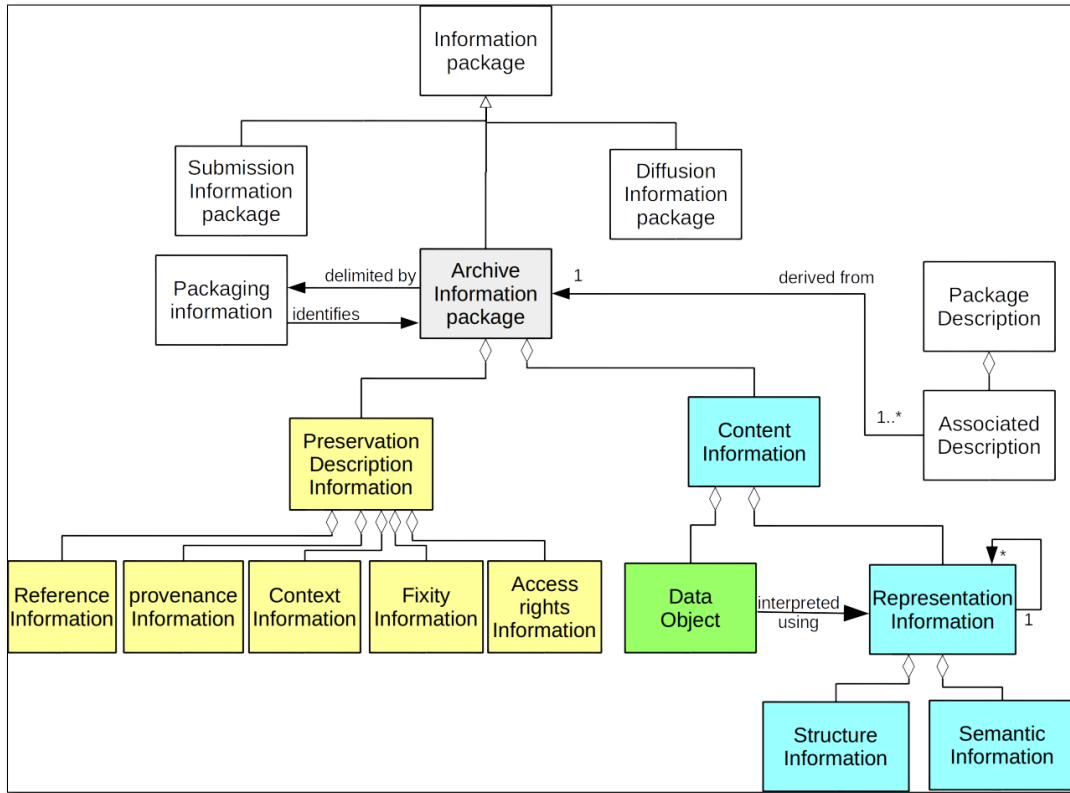 Information
package
Submission
Information
package
Diffusion
Information
package
Packaging
information
delimited by
identifies
Archive
Information
package
1
derived from
Package
Description
1..*
Associated
Description
Preservation
Description
Information
Content
Information
Reference
Information
provenance
Information
Context
Information
Fixity
Information
Access
rights
Information
Data
Object
interpreted
using
Representation
Information
*
1
Structure
Information
Semantic
Information